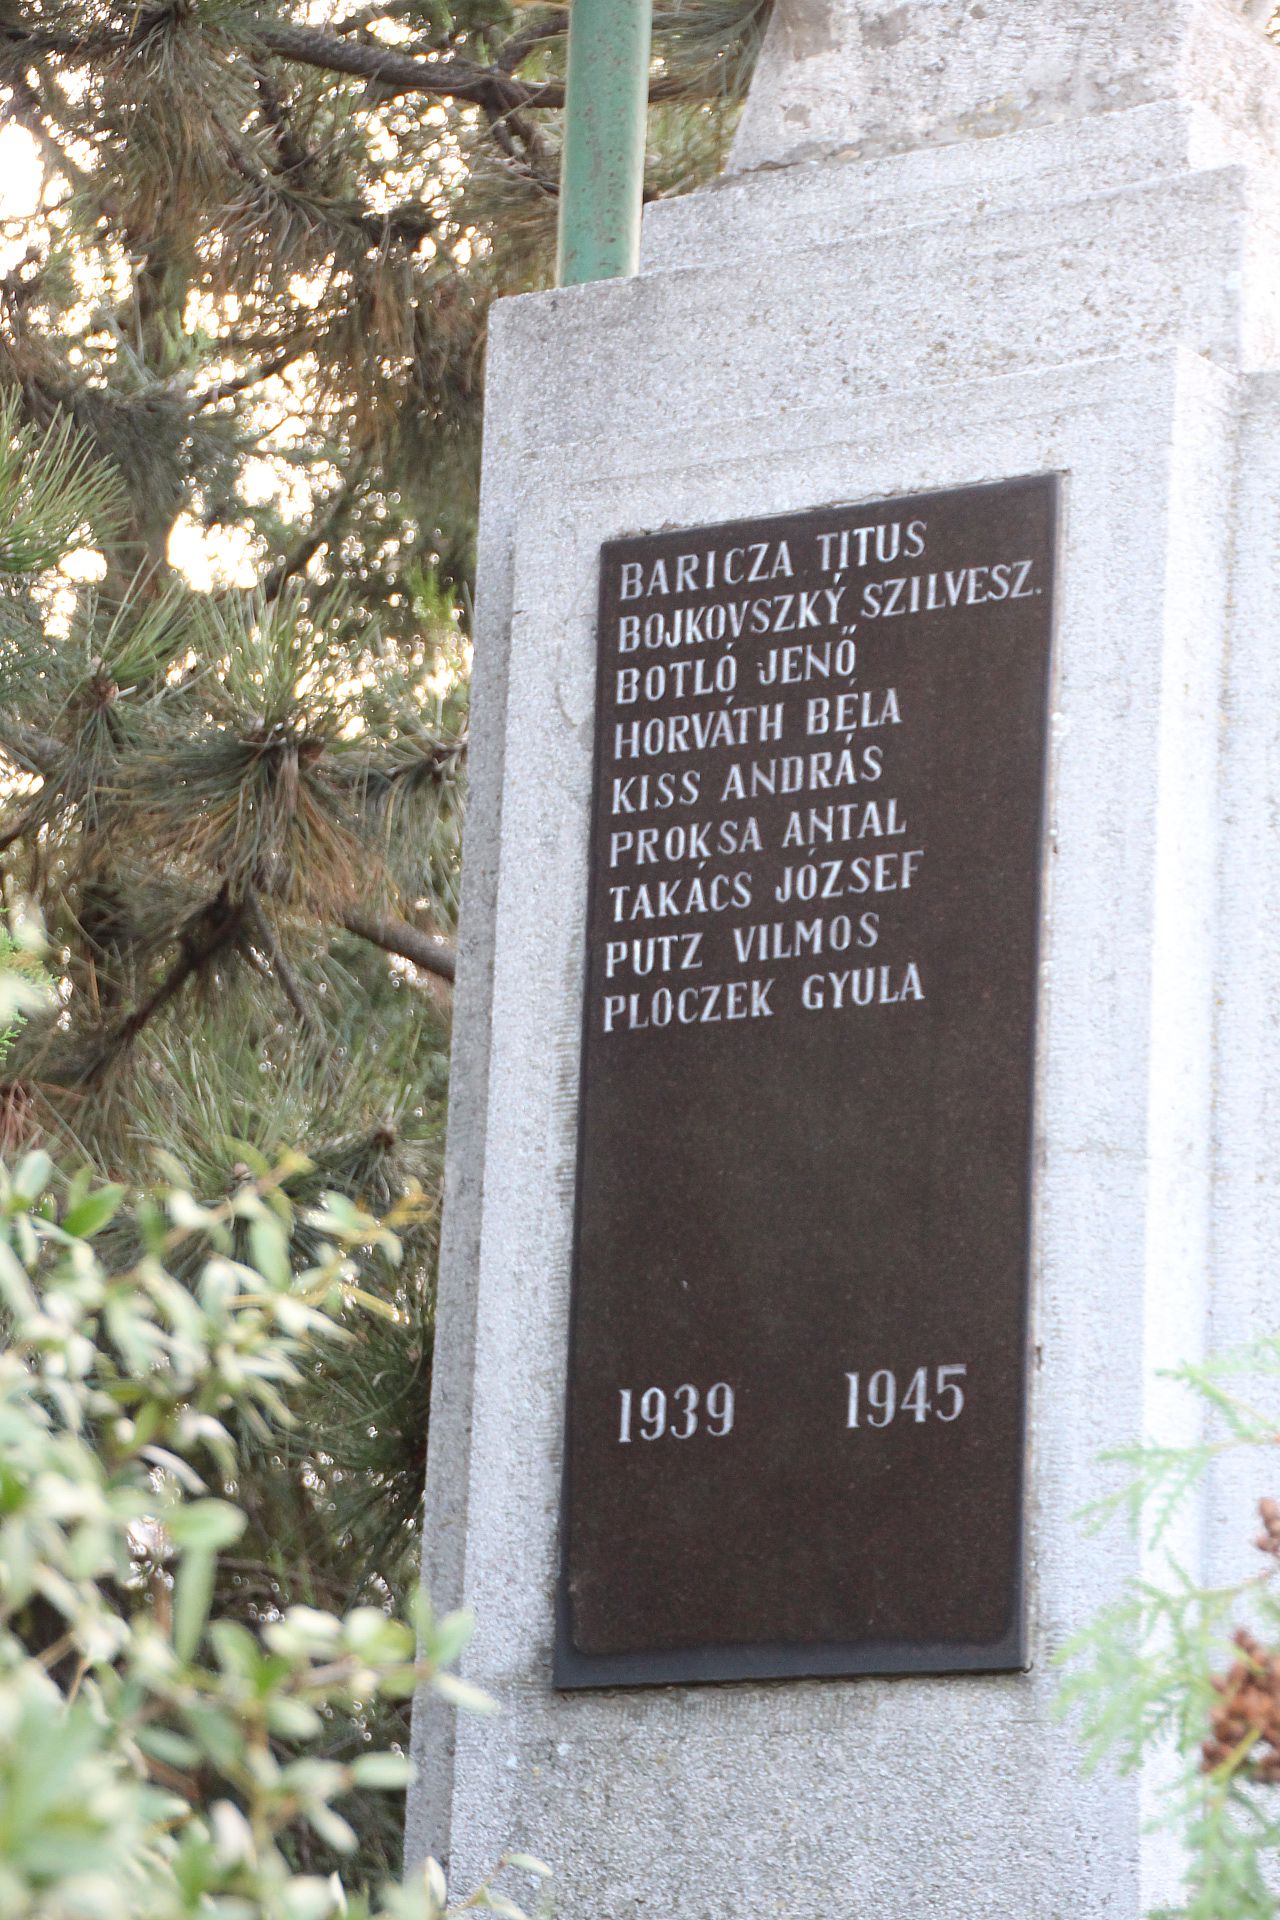 BARICZA TITUS
BOJKOVSZKÝ SZILVESZ.
BOTLÓ JENŐ
HORVÁTH BÉLA
KISS ANDRÁS
PROKSA ANTAL
TAKÁCS JÓZSEF
PUTZ VILMOS
PLOCZEK GYULA
1939 1945